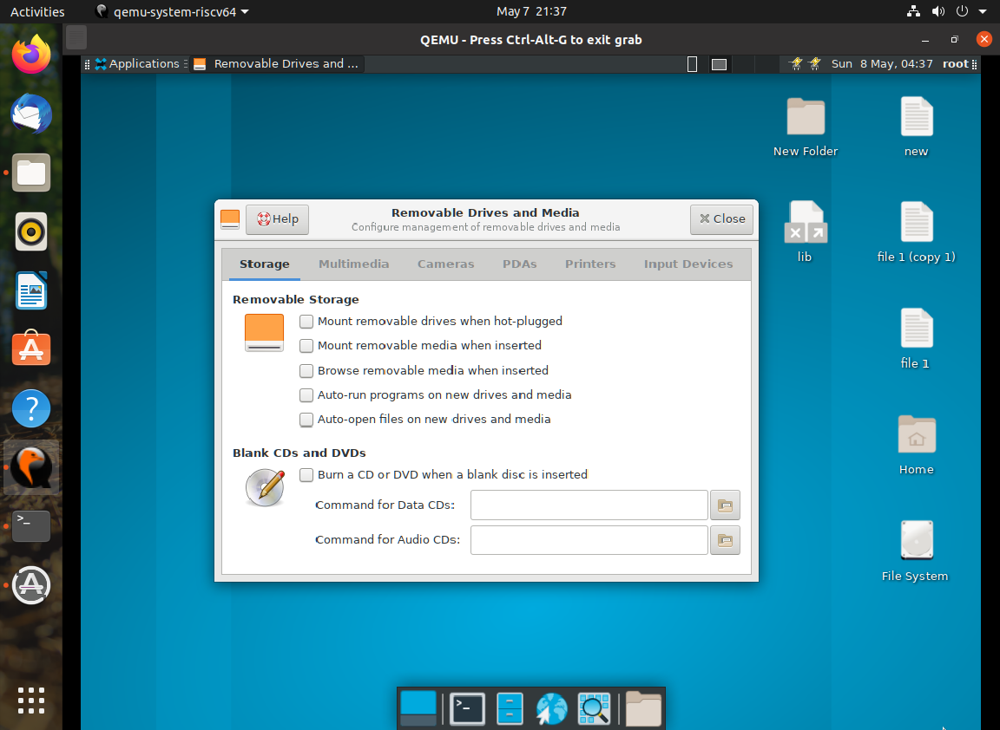 Activities qemu-system-riscv64 May 7 21:37
QEMU - Press Ctrl-Alt-G to exit grab
Applications Removable Drives and ... Sun 8 May, 04:37 root
New Folder new
lib file 1 (copy 1)
file 1
Home
File System
Help Removable Drives and Media Close
Configure management of removable drives and media
Storage Multimedia Cameras PDAs Printers Input Devices
Removable Storage
Mount removable drives when hot-plugged
Mount removable media when inserted
Browse removable media when inserted
Auto-run programs on new drives and media
Auto-open files on new drives and media
Blank CDs and DVDs
Burn a CD or DVD when a blank disc is inserted
Command for Data CDs:
Command for Audio CDs: